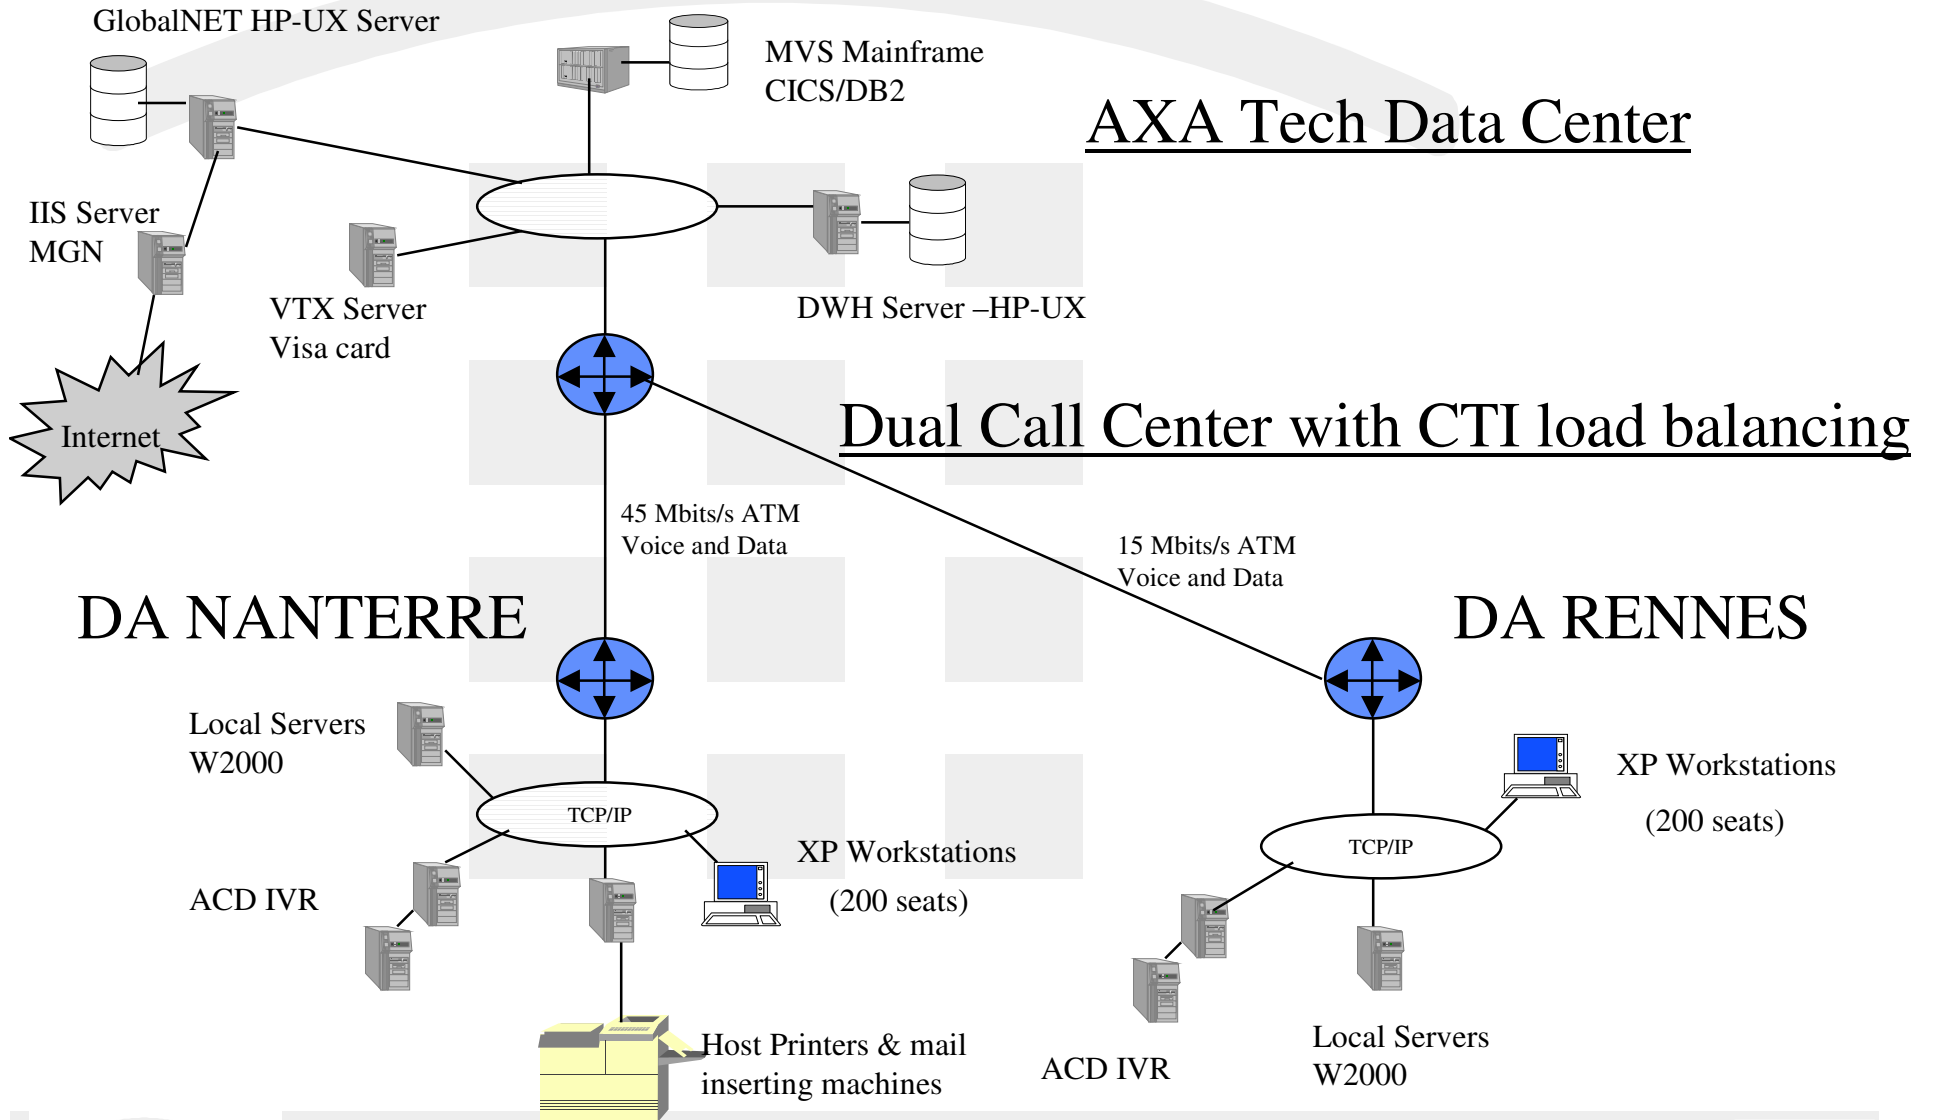 GlobalNET HP-UX Server
MVS Mainframe
CICS/DB2
AXA Tech Data Center
IIS Server
MGN
VTX Server
Visa card
DWH Server –HP-UX
Internet
Dual Call Center with CTI load balancing
45 Mbits/s ATM
Voice and Data
15 Mbits/s ATM
Voice and Data
DA NANTERRE
DA RENNES
Local Servers
W2000
TCP/IP
XP Workstations
(200 seats)
ACD IVR
Host Printers & mail
inserting machines
XP Workstations
(200 seats)
TCP/IP
ACD IVR
Local Servers
W2000